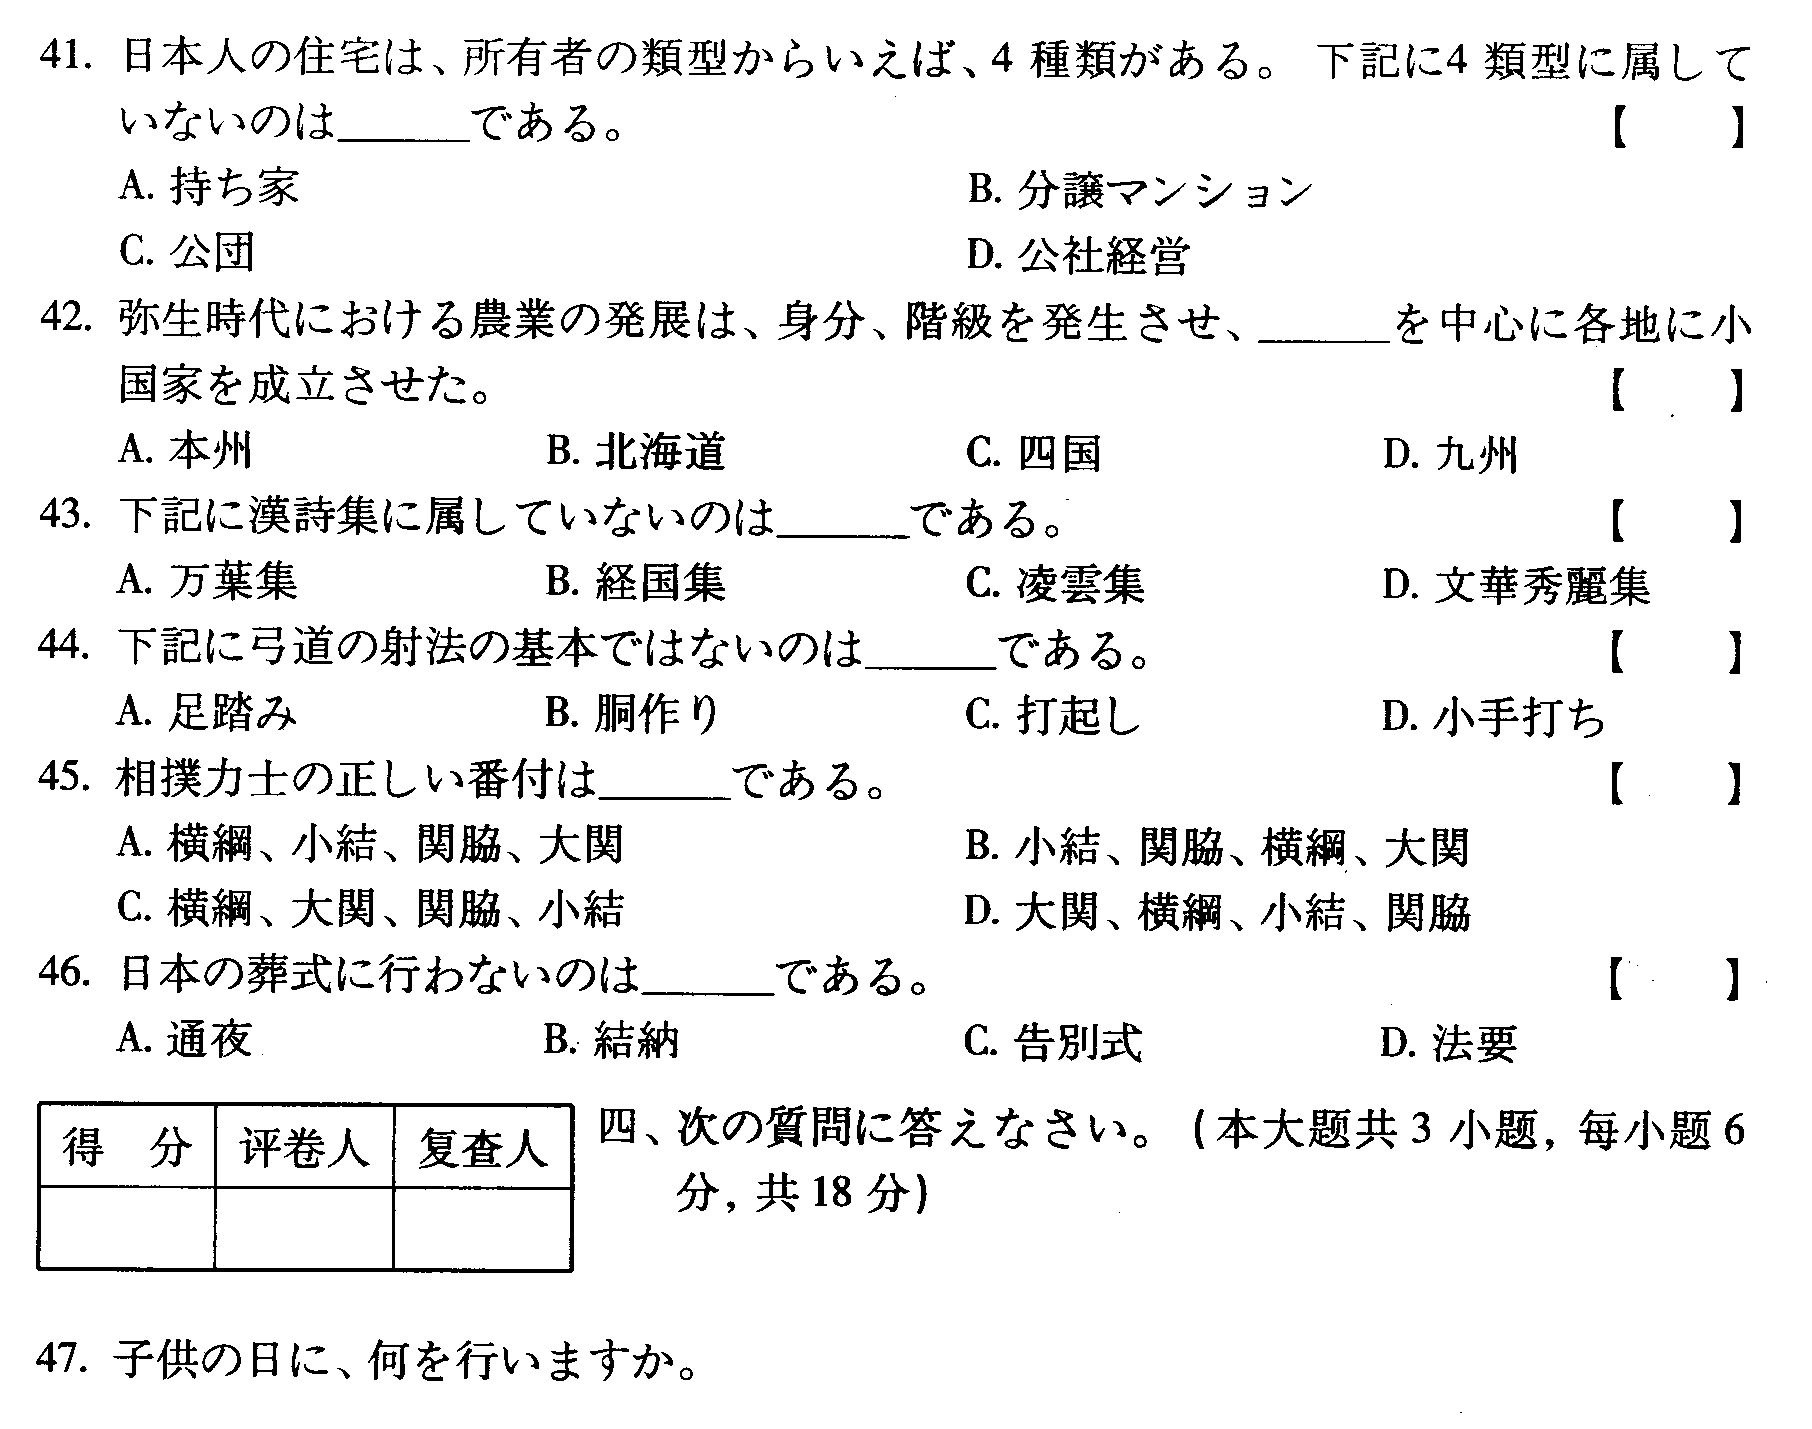 41. 日本人の住宅は、所有者の類型からいえば、4 種類がある。 下記に4 類型に属して
いないのは______である。 【 】
A. 持ち家 B. 分譲マンション
C. 公団 D. 公社経営
42. 弥生時代における農業の発展は、身分、階級を発生させ、______を中心に各地に小
国家を成立させた。 【 】
A. 本州 B. 北海道 C. 四国 D. 九州
43. 下記に漢詩集に属していないのは______である。 【 】
A. 万葉集 B. 経国集 C. 凌雲集 D. 文華秀麗集
44. 下記に弓道の射法の基本ではないのは______である。 【 】
A. 足踏み B. 胴作り C. 打起し D. 小手打ち
45. 相撲力士の正しい番付は______である。 【 】
A. 横綱、小結、関脇、大関 B. 小結、関脇、横綱、大関
C. 横綱、大関、関脇、小結 D. 大関、横綱、小結、関脇
46. 日本の葬式に行わないのは______である。 【 】
A. 通夜 B. 結納 C. 告別式 D. 法要
得 分 评卷人 复查人
四、次の質問に答えなさい。(本大题共 3 小题, 每小题 6
分, 共 18 分)
47. 子供の日に、何を行いますか。